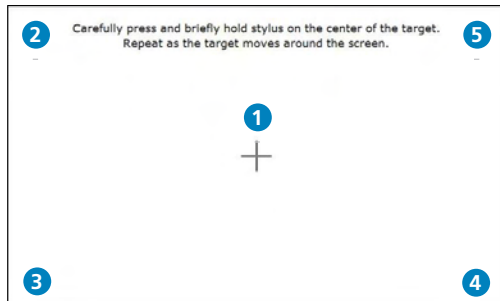 Carefully press and briefly hold stylus on the center of the target.
Repeat as the target moves around the screen.
2
5
1
3
4